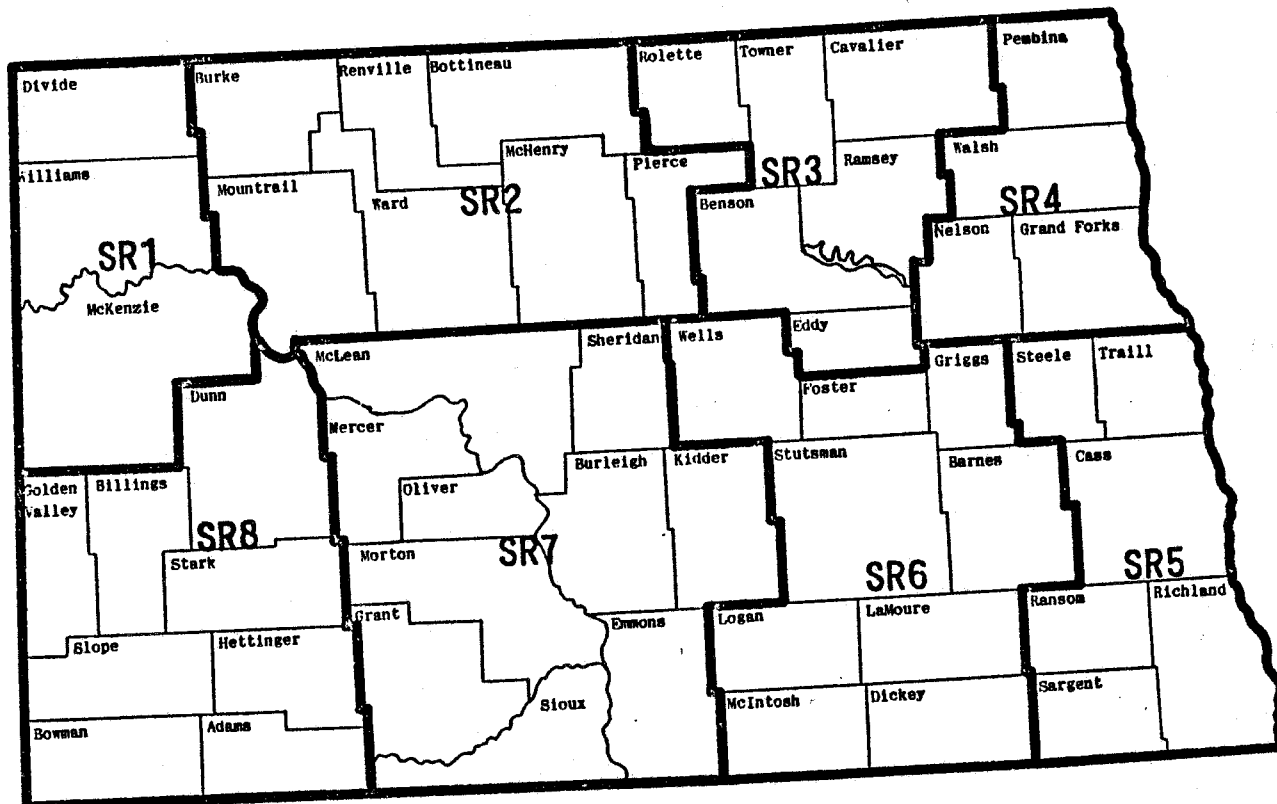 Divide
Burke
Renville
Bottineau
Rolette
Towner
Cavalier
Pembina
Williams
Mountrail
Ward
McHenry
Pierce
SR2
SR3
Benson
Ramsey
Walsh
SR4
Nelson
Grand Forks
SR1
McKenzie
McLean
Sheridan
Wells
Eddy
Griggs
Steele
Traill
Dunn
Foster
Mercer
Golden
Valley
Billings
Oliver
Burleigh
Kidder
Stutsman
Barnes
Cass
SR8
Stark
Morton
SR7
SR6
SR5
Slope
Hettinger
Grant
Emmons
Logan
LaMoure
Ransom
Richland
Bowman
Adams
Sioux
McIntosh
Dickey
Sargent